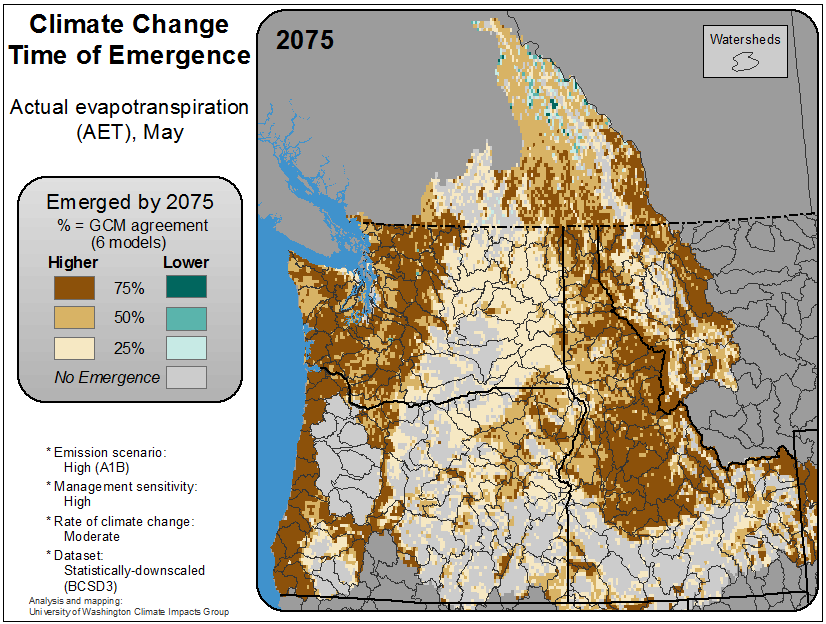 Climate Change
Time of Emergence
Actual evapotranspiration
(AET), May
Emerged by 2075
% = GCM agreement
(6 models)
Higher Lower
75%
50%
25%
No Emergence
* Emission scenario:
High (A1B)
* Management sensitivity:
High
* Rate of climate change:
Moderate
* Dataset:
Statistically-downscaled
(BCSD3)
Analysis and mapping:
University of Washington Climate Impacts Group
2075
Watersheds